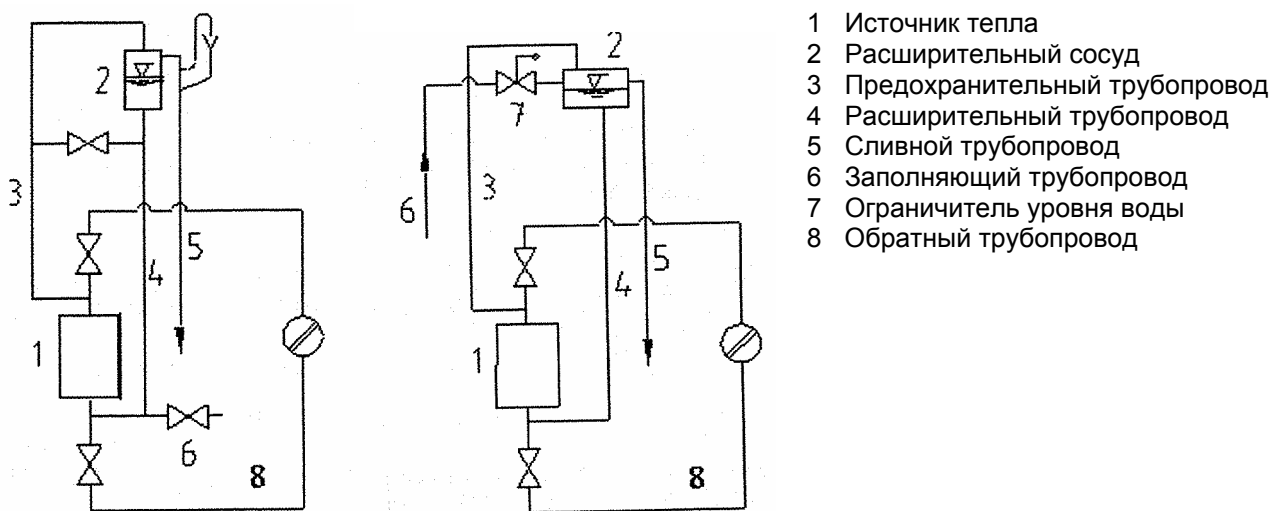 2
3
4
5
1
6
8
2
7
6
3
4
5
1
8
1 Источник тепла
2 Расширительный сосуд
3 Предохранительный трубопровод
4 Расширительный трубопровод
5 Сливной трубопровод
6 Заполняющий трубопровод
7 Ограничитель уровня воды
8 Обратный трубопровод